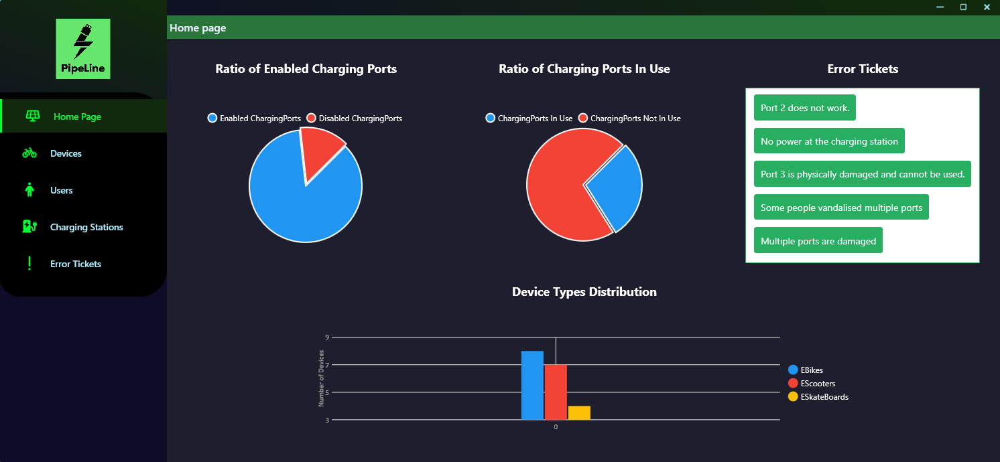 PipeLine
Home page
Home Page
Devices
Users
Charging Stations
Error Tickets
Ratio of Enabled Charging Ports
Enabled ChargingPorts Disabled ChargingPorts
Ratio of Charging Ports In Use
ChargingPorts In Use ChargingPorts Not In Use
Error Tickets
Port 2 does not work.
No power at the charging station
Port 3 is physically damaged and cannot be used.
Some people vandalised multiple ports
Multiple ports are damaged
Device Types Distribution
Number of Devices
9
7
5
3
0
EBikes
EScooters
ESkateBoards